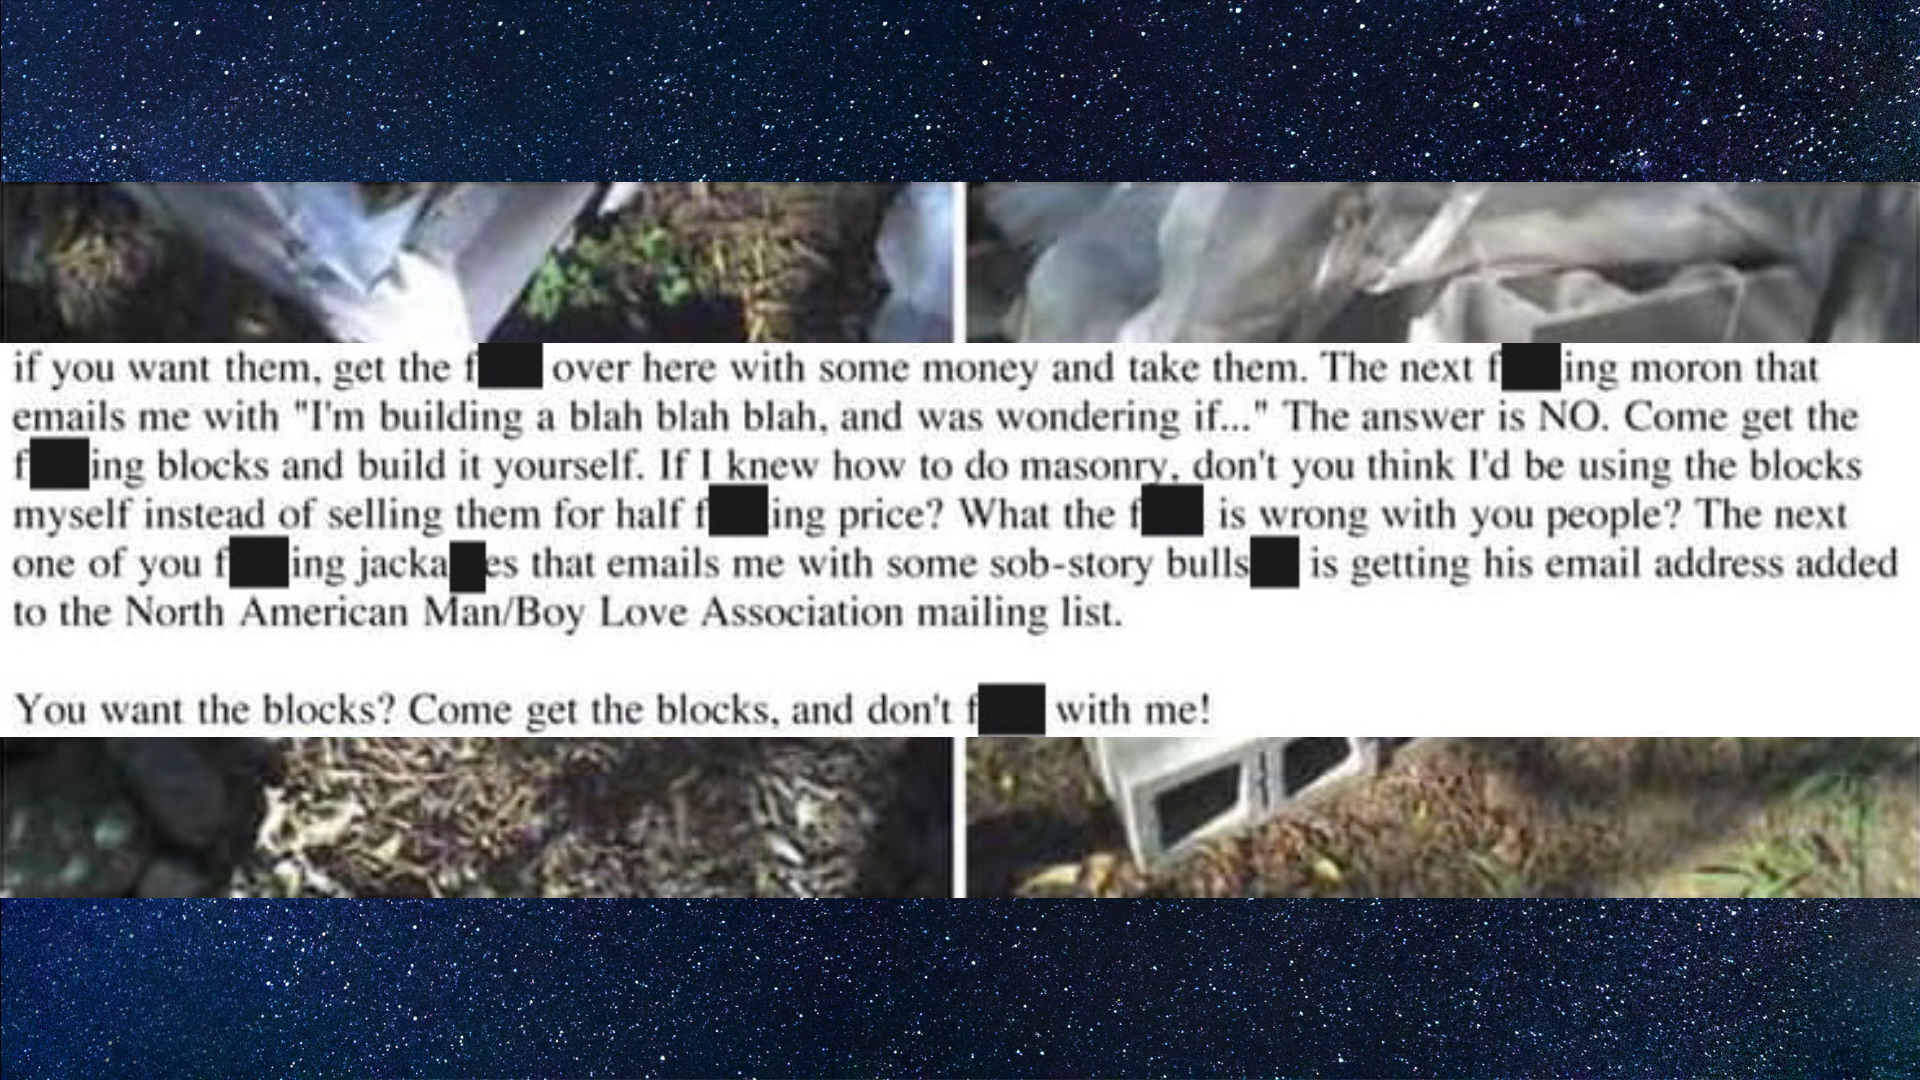 if you want them, get the f███ over here with some money and take them. The next f███ing moron that
emails me with "I'm building a blah blah blah, and was wondering if..." The answer is NO. Come get the
f███ing blocks and build it yourself. If I knew how to do masonry, don't you think I'd be using the blocks
myself instead of selling them for half f███ing price? What the f███ is wrong with you people? The next
one of you f███ing jacka██es that emails me with some sob-story bulls███ is getting his email address added
to the North American Man/Boy Love Association mailing list.
You want the blocks? Come get the blocks, and don't f███ with me!